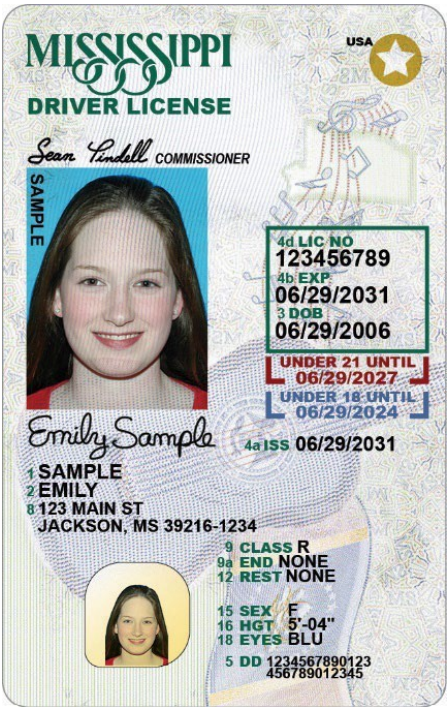 MISSISSIPPI
USA
DRIVER LICENSE
Sean Tindell COMMISSIONER
SAMPLE
4d LIC NO
123456789
4b EXP
06/29/2031
3 DOB
06/29/2006
UNDER 21 UNTIL
06/29/2027
UNDER 18 UNTIL
06/29/2024
Emily Sample
4a ISS 06/29/2031
1 SAMPLE
2 EMILY
8 123 MAIN ST
JACKSON, MS 39216-1234
9 CLASS R
9a END NONE
12 REST NONE
15 SEX F
16 HGT 5'-04"
18 EYES BLU
5 DD 1234567890123
456789012345